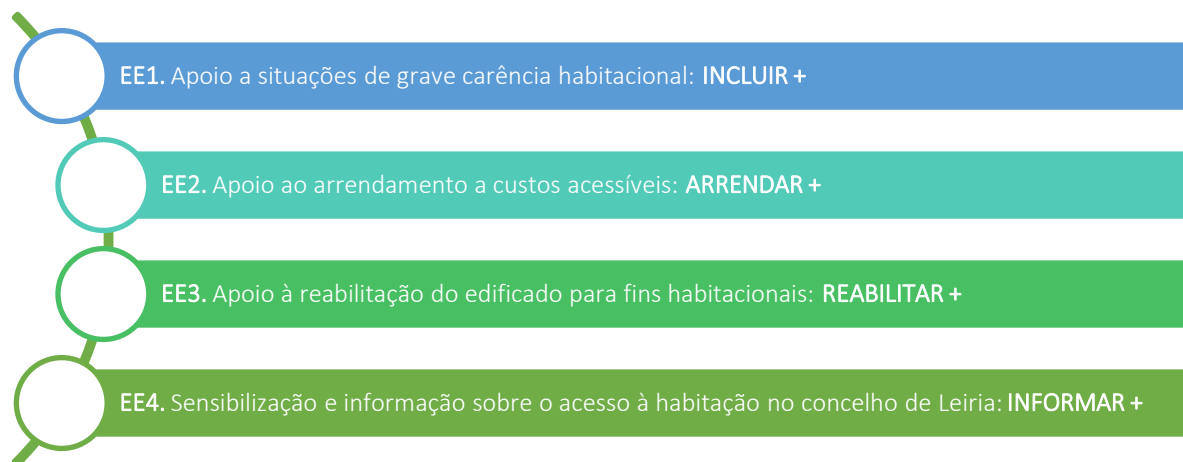 EE1. Apoio a situações de grave carência habitacional: INCLUIR +
EE2. Apoio ao arrendamento a custos acessíveis: ARRENDAR +
EE3. Apoio à reabilitação do edificado para fins habitacionais: REABILITAR +
EE4. Sensibilização e informação sobre o acesso à habitação no concelho de Leiria: INFORMAR +